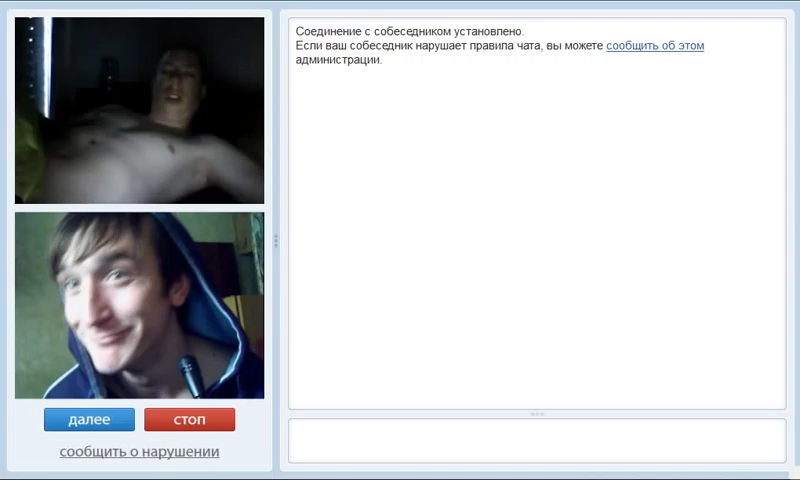 Соединение с собеседником установлено.
Если ваш собеседник нарушает правила чата, вы можете сообщить об этом
администрации.
далее
стоп
сообщить о нарушении